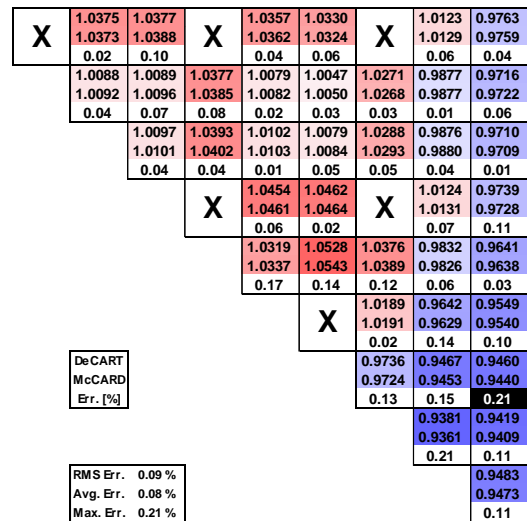 X 1.0375 1.0377 X 1.0357 1.0330 X 1.0123 0.9763
1.0373 1.0388 1.0362 1.0324 1.0129 0.9759
0.02 0.10 0.04 0.06 0.06 0.04
1.0088 1.0089 1.0377 1.0079 1.0047 1.0271 0.9877 0.9716
1.0092 1.0096 1.0385 1.0082 1.0050 1.0268 0.9877 0.9722
0.04 0.07 0.08 0.02 0.03 0.03 0.01 0.06
1.0097 1.0393 1.0102 1.0079 1.0288 0.9876 0.9710
1.0101 1.0402 1.0103 1.0084 1.0293 0.9880 0.9709
0.04 0.04 0.01 0.05 0.05 0.04 0.01
X 1.0454 1.0462 X 1.0124 0.9739
1.0461 1.0464 1.0131 0.9728
0.06 0.02 0.07 0.11
1.0319 1.0528 1.0376 0.9832 0.9641
1.0337 1.0543 1.0389 0.9826 0.9638
0.17 0.14 0.12 0.06 0.03
X 1.0189 0.9642 0.9549
1.0191 0.9629 0.9540
0.02 0.14 0.10
DeCART 0.9736 0.9467 0.9460
McCARD 0.9724 0.9453 0.9440
Err. [%] 0.13 0.15 0.21
0.9381 0.9419
0.9361 0.9409
0.21 0.11
RMS Err. 0.09 % 0.9483
Avg. Err. 0.08 % 0.9473
Max. Err. 0.21 % 0.11